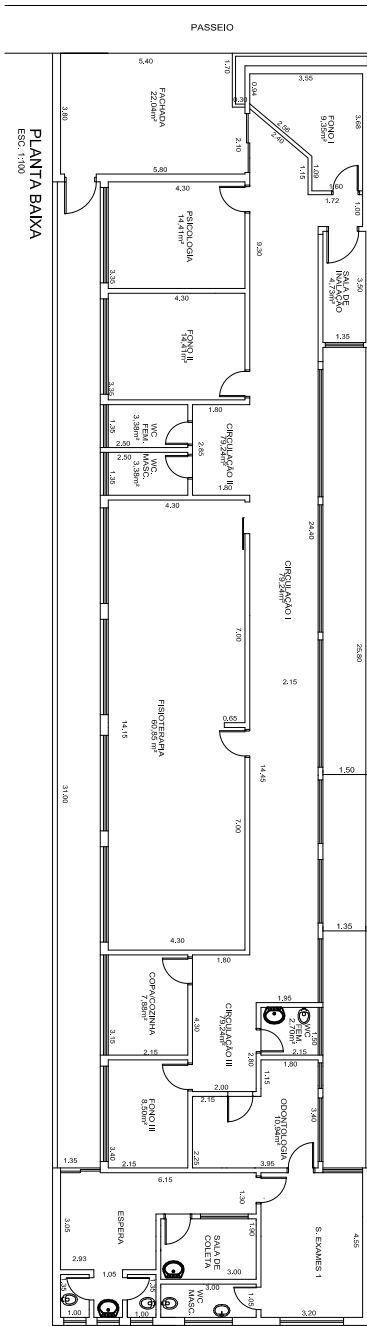 PASSEIO
5.40
1.70
FACHADA
22,04m²
3.80
5.80
2.10
0.30
0.94
3.55
FONO I
9,35m²
3.68
2.56
2.40
1.15
1.09
1.60
1.72
1.00
PLANTA BAIXA
ESC. 1:100
4.30
PSICOLOGIA
14,41m²
3.35
9.30
3.50
SALA DE
INALAÇÃO
4,73m²
1.35
4.30
FONO II
14,41m²
3.35
1.35
WC
FEM.
3,38m²
2.50
1.80
CIRCULAÇÃO II
79,24m²
2.85
1.80
2.50
WC.
MASC.
3,38m²
1.35
4.30
24.40
CIRCULAÇÃO I
79,24m²
7.00
2.15
25.80
0.65
FISIOTERAPIA
60,85 m²
14.15
14.45
31.00
1.50
7.00
1.35
4.30
1.80
COPA/COZINHA
7,88m²
3.15
2.15
CIRCULAÇÃO III
79,24m²
4.30
2.80
2.00
1.95
WC
FEM.
2,70m²
1.50
2.15
1.80
1.15
FONO III
8,50m²
3.40
2.15
2.15
2.25
ODONTOLOGIA
10,94m²
3.40
3.95
1.35
6.15
1.30
4.55
3.05
ESPERA
2.93
1.90
SALA DE
COLETA
3.00
S. EXAMES 1
3.20
1.05
3.00
WC
MASC.
1.05
1.35
1.00
1.35
1.00